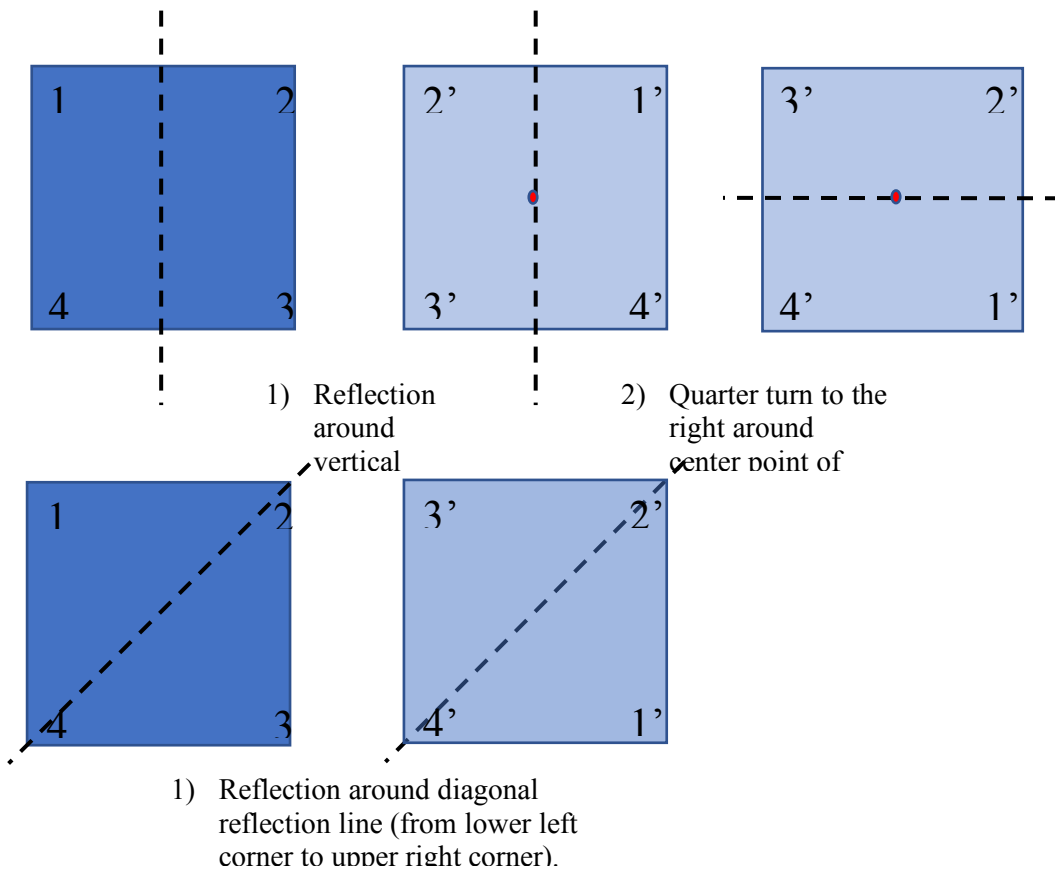 1 2 2’ 1’ 3’ 2’
4 3 3’ 4’ 4’ 1’
1) Reflection
around
vertical
2) Quarter turn to the
right around
center point of
1 2 3’ 2’
4 3 4’ 1’
1) Reflection around diagonal
reflection line (from lower left
corner to upper right corner).